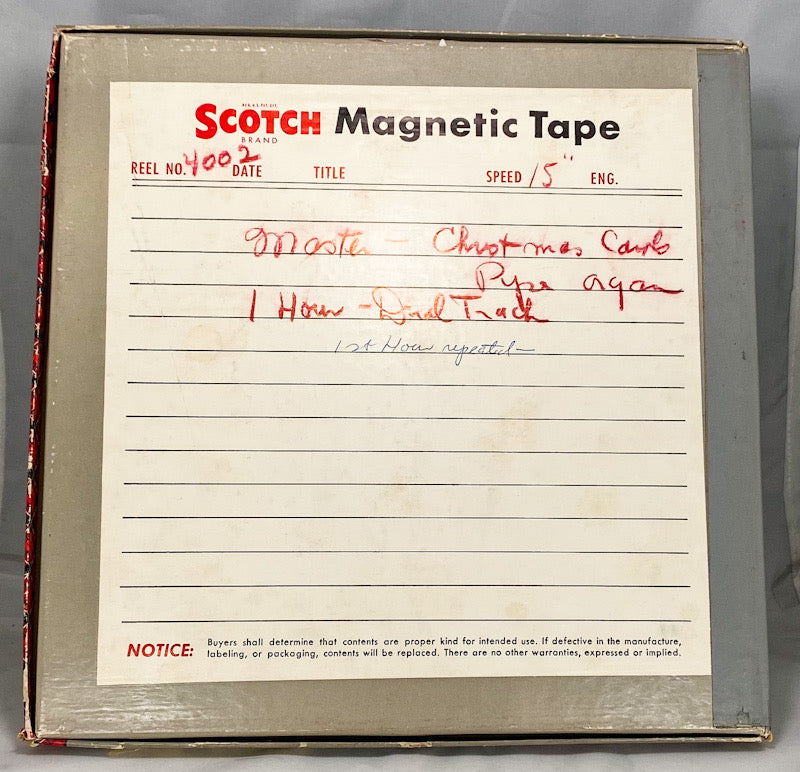 REG. U.S. PAT. OFF.
SCOTCH Magnetic Tape
BRAND
REEL NO. 4002 DATE TITLE SPEED 15" ENG.
Master - Christmas Carols
Pipe organ
1 Hour - Dual Track
1st Hour repeated -
NOTICE: Buyers shall determine that contents are proper kind for intended use. If defective in the manufacture,
labeling, or packaging, contents will be replaced. There are no other warranties, expressed or implied.